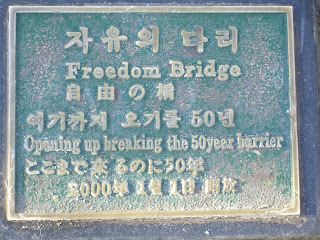 자유의 다리
Freedom Bridge
自由の橋
여기까지 오기를 50년
Opening up breaking the 50year barrier
ここまで来るのに50年
2000年 1月 1日 開放